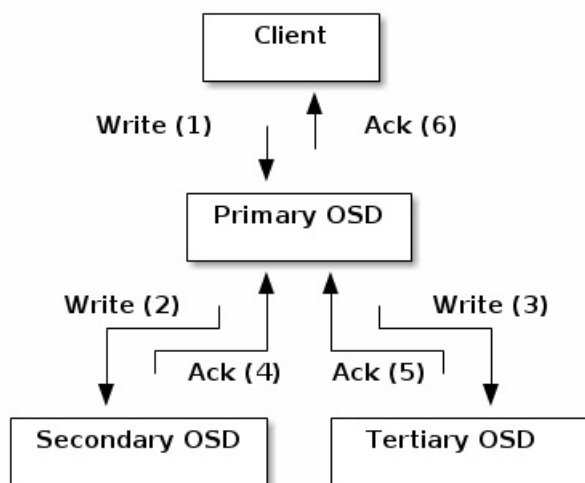 Client
Write (1)
Ack (6)
Primary OSD
Write (2)
Write (3)
Ack (4)
Ack (5)
Secondary OSD
Tertiary OSD